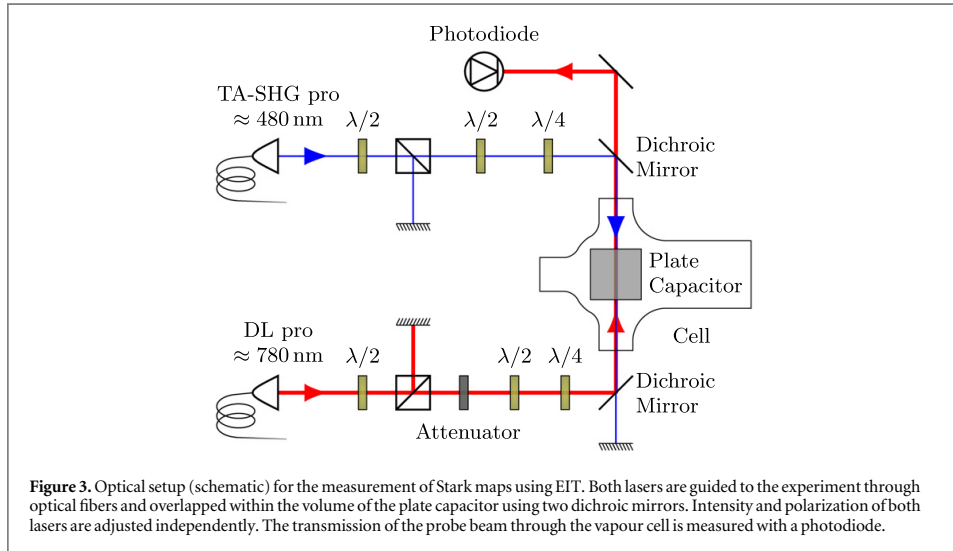 Photodiode
TA-SHG pro
≈ 480 nm
λ/2
λ/2
λ/4
Dichroic
Mirror
Plate
Capacitor
Cell
DL pro
≈ 780 nm
λ/2
λ/2
λ/4
Attenuator
Dichroic
Mirror
Figure 3. Optical setup (schematic) for the measurement of Stark maps using EIT. Both lasers are guided to the experiment through
optical fibers and overlapped within the volume of the plate capacitor using two dichroic mirrors. Intensity and polarization of both
lasers are adjusted independently. The transmission of the probe beam through the vapour cell is measured with a photodiode.